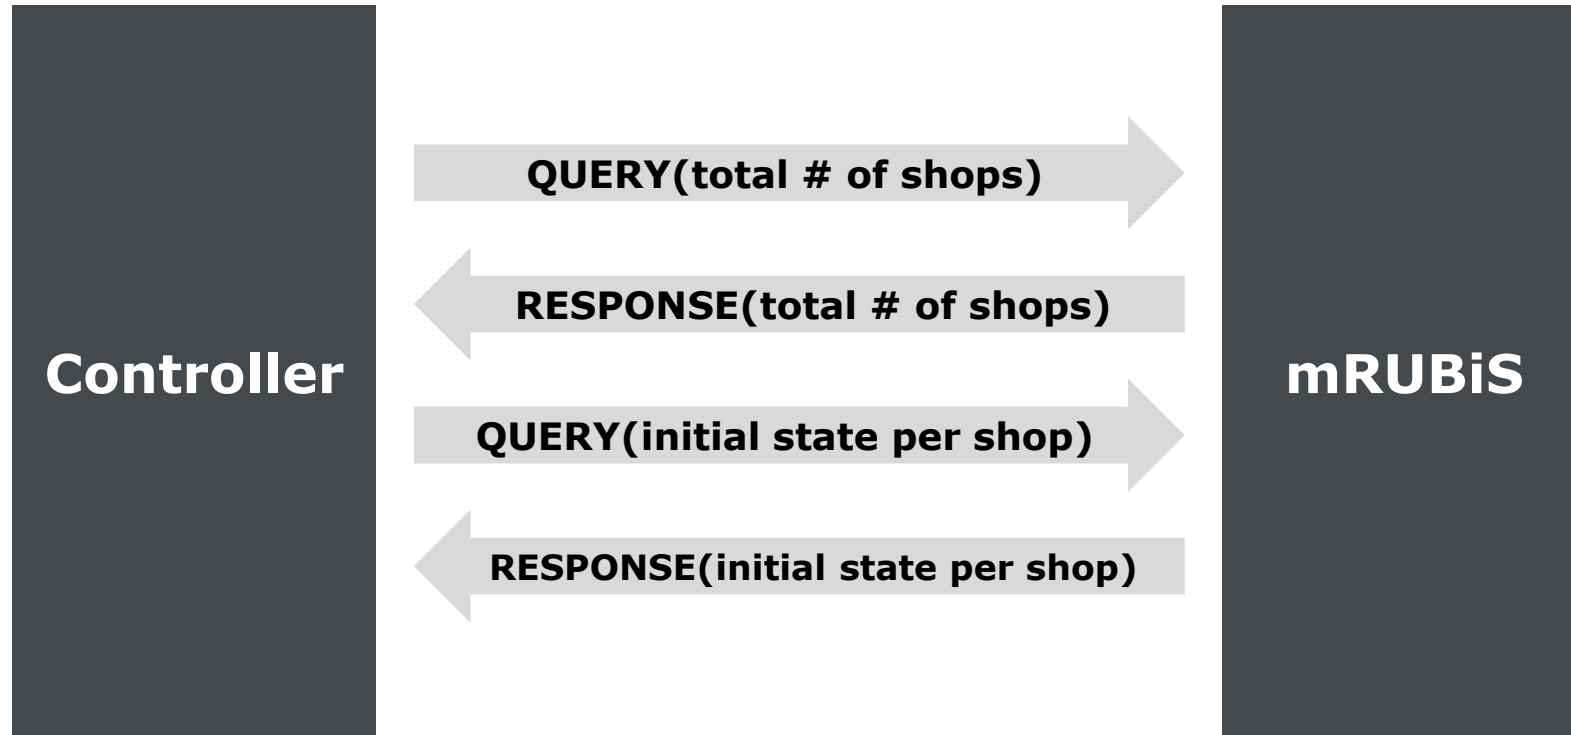 QUERY(total # of shops)
RESPONSE(total # of shops)
Controller
mRUBiS
QUERY(initial state per shop)
RESPONSE(initial state per shop)